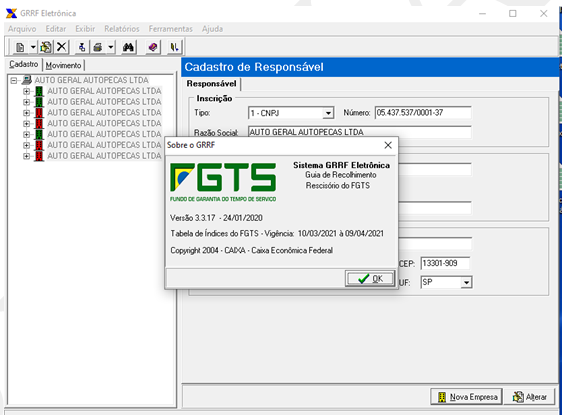 GRRF Eletrônica
Arquivo Editar Exibir Relatórios Ferramentas Ajuda
Cadastro Movimento
AUTO GERAL AUTOPECAS LTDA
AUTO GERAL AUTOPECAS LTDA
AUTO GERAL AUTOPECAS LTDA
AUTO GERAL AUTOPECAS LTDA
AUTO GERAL AUTOPECAS LTDA
AUTO GERAL AUTOPECAS LTDA
AUTO GERAL AUTOPECAS LTDA
AUTO GERAL AUTOPECAS LTDA
Cadastro de Responsável
Responsável
Inscrição
Tipo: 1 - CNPJ Número: 05.437.537/0001-37
Razão Social: AUTO GERAL AUTOPECAS LTDA
Sobre o GRRF
FGTS
FUNDO DE GARANTIA DO TEMPO DE SERVIÇO
Sistema GRRF Eletrônica
Guia de Recolhimento
Rescisório do FGTS
Versão 3.3.17 - 24/01/2020
Tabela de Índices do FGTS - Vigência: 10/03/2021 à 09/04/2021
Copyright 2004 - CAIXA - Caixa Econômica Federal
OK
CEP: 13301-909
UF: SP
Nova Empresa Alterar